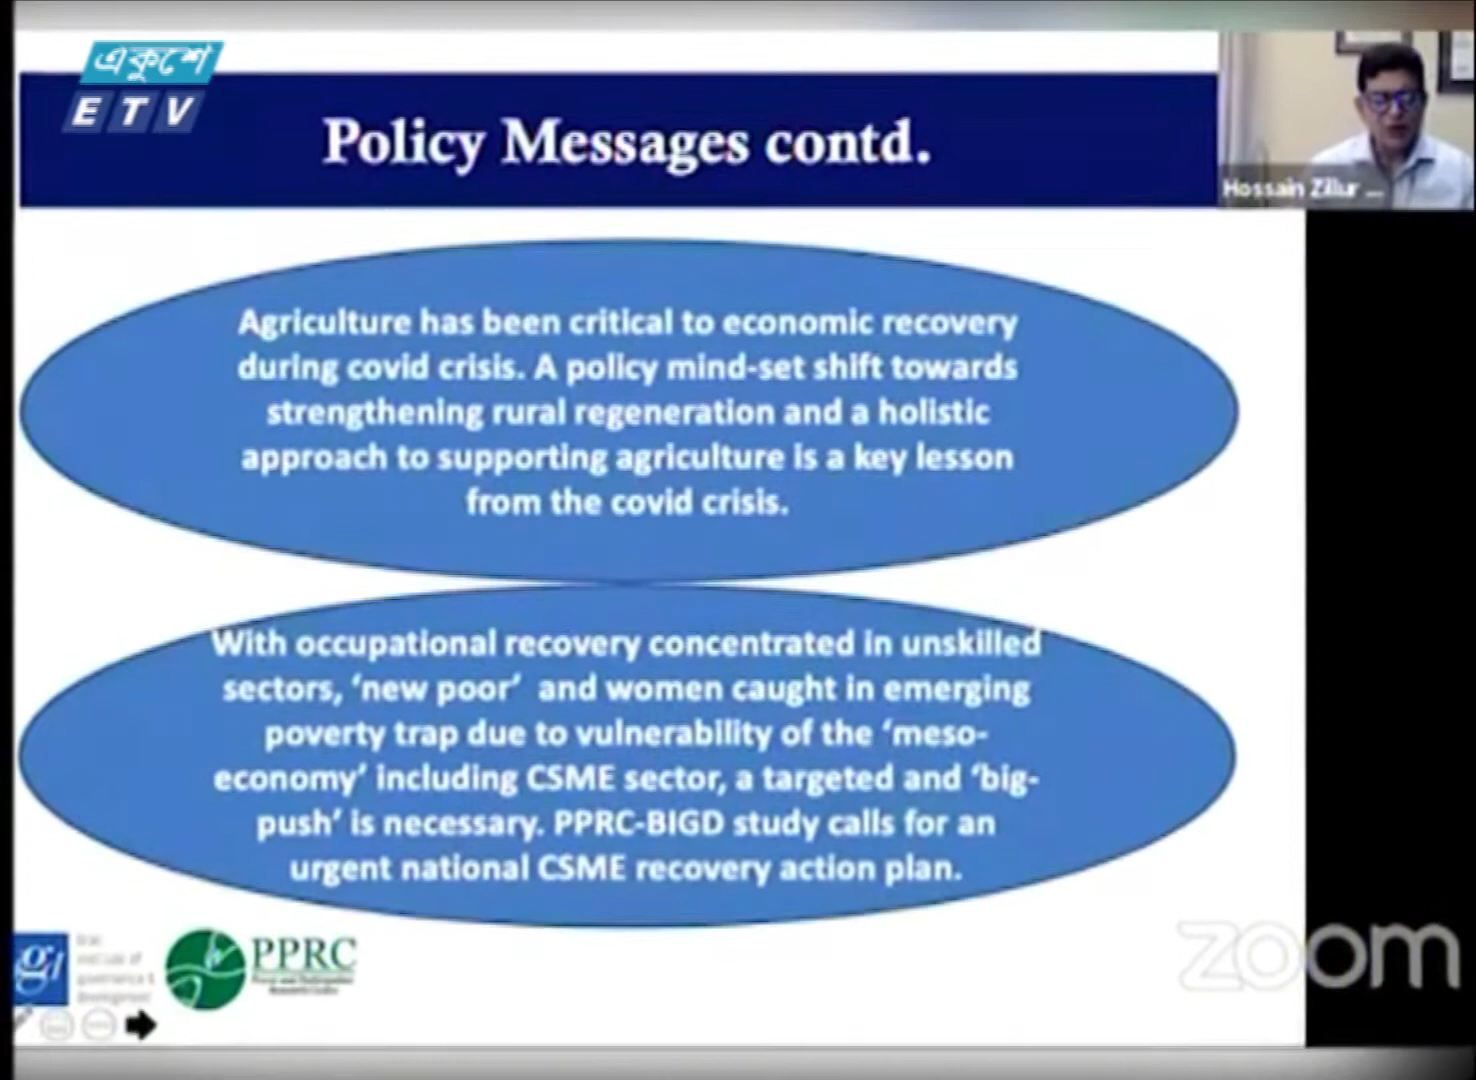 একুশে
ETV
Policy Messages contd.
Hossain Zillur ...
Agriculture has been critical to economic recovery
during covid crisis. A policy mind-set shift towards
strengthening rural regeneration and a holistic
approach to supporting agriculture is a key lesson
from the covid crisis.
With occupational recovery concentrated in unskilled
sectors, ‘new poor’ and women caught in emerging
poverty trap due to vulnerability of the ‘meso-
economy’ including CSME sector, a targeted and ‘big-
push’ is necessary. PPRC-BIGD study calls for an
urgent national CSME recovery action plan.
PPRC
zoom